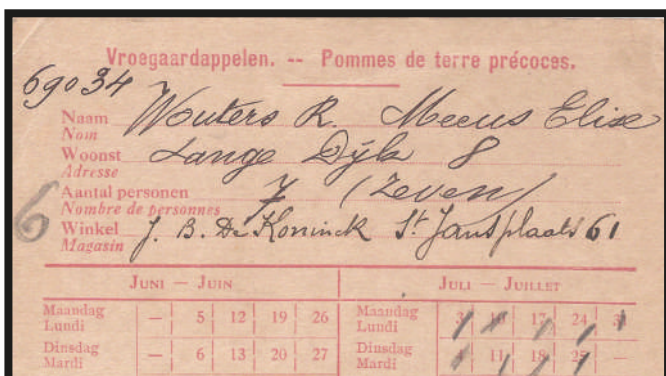 Vroegaardappelen. -- Pommes de terre précoces.
69034
Naam Wouters R. Meeus Elise
Nom
Woonst Lange Dijk 8
Adresse
Aantal personen 7 (Zeven)
Nombre de personnes
6
Winkel J. B. De Koninck St Jansplaats 61
Magasin
JUNI — JUIN JULI — JUILLET
Maandag — 5 12 19 26 Maandag 3 10 17 24 31
Lundi Lundi
Dinsdag — 6 13 20 27 Dinsdag 4 11 18 25 —
Mardi Mardi